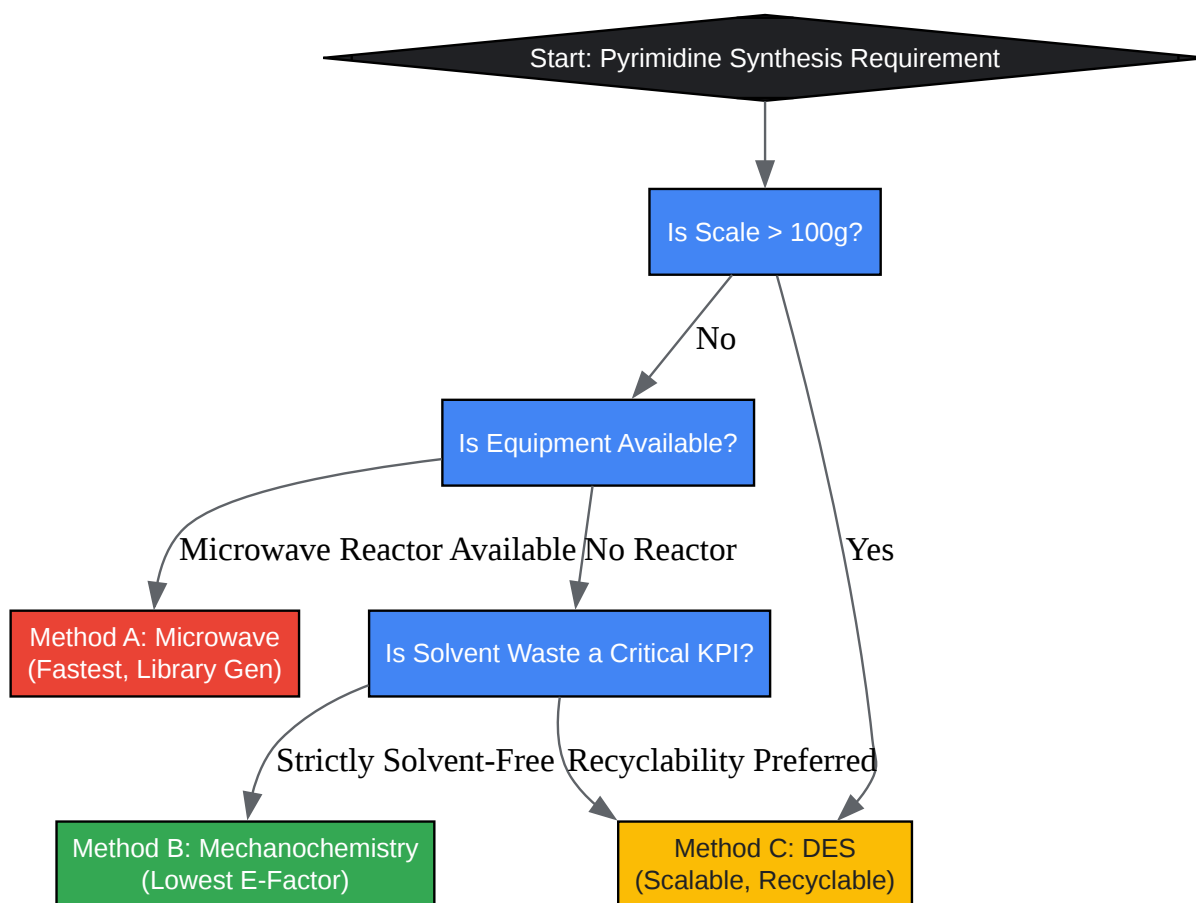 Start: Pyrimidine Synthesis Requirement
Is Scale > 100g?
No
Is Equipment Available?
Microwave Reactor Available
No Reactor
Yes
Method A: Microwave
(Fastest, Library Gen)
Is Solvent Waste a Critical KPI?
Strictly Solvent-Free
Recyclability Preferred
Method B: Mechanochemistry
(Lowest E-Factor)
Method C: DES
(Scalable, Recyclable)